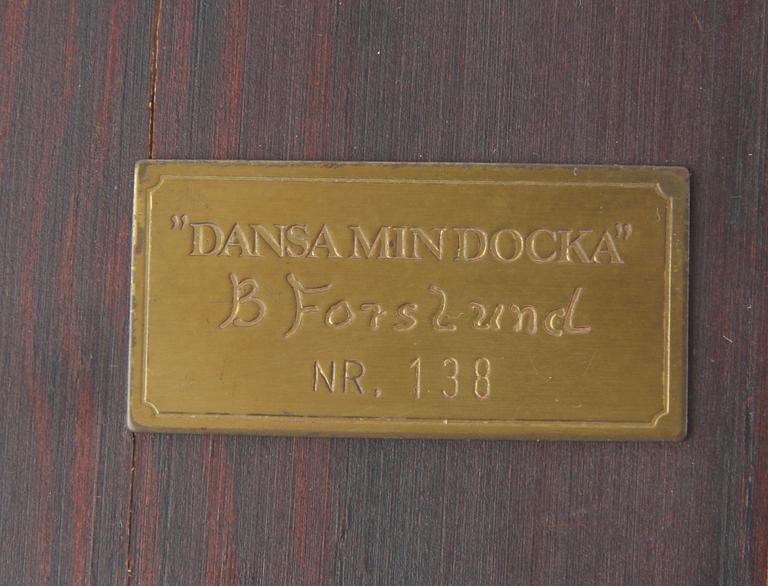 ”DANSA MIN DOCKA”
B Forslund
NR. 138